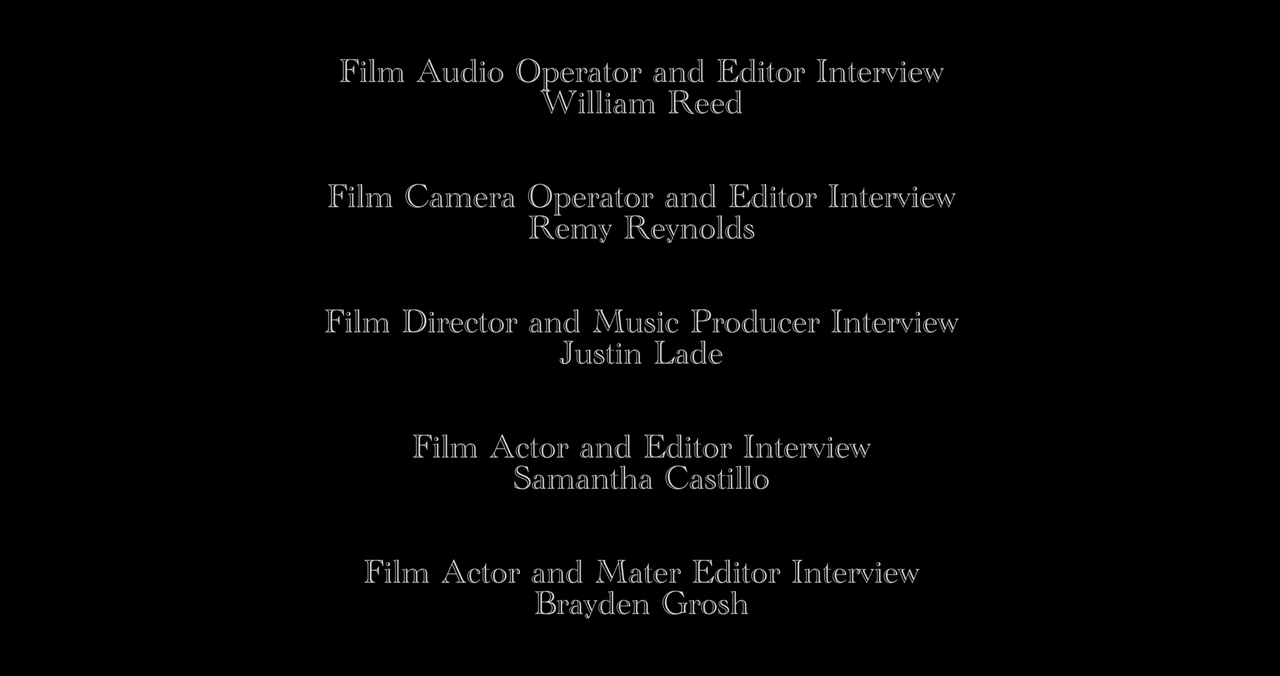 Film Audio Operator and Editor Interview
William Reed
Film Camera Operator and Editor Interview
Remy Reynolds
Film Director and Music Producer Interview
Justin Lade
Film Actor and Editor Interview
Samantha Castillo
Film Actor and Mater Editor Interview
Brayden Grosh